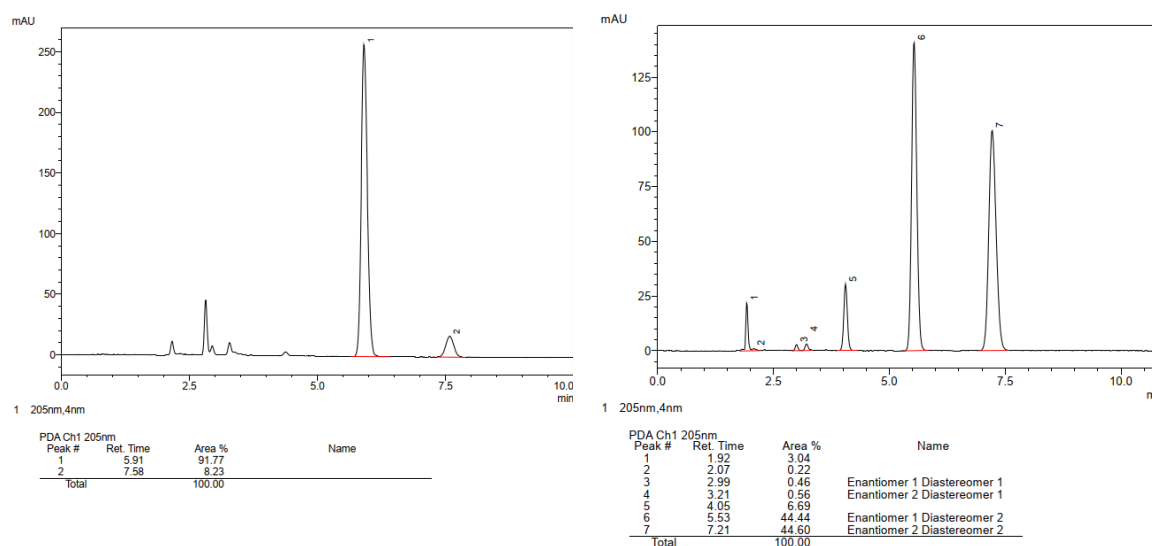 mAU
250
200
150
100
50
0
1
2
0.0 2.5 5.0 7.5 10.0
min
1 205nm,4nm
PDA Ch1 205nm
Peak # Ret. Time Area % Name
1 5.91 91.77
2 7.58 8.23
Total 100.00
mAU
125
100
75
50
25
0
1
2
3
4
5
6
7
0.0 2.5 5.0 7.5 10.0
m
1 205nm,4nm
PDA Ch1 205nm
Peak # Ret. Time Area % Name
1 1.92 3.04
2 2.07 0.22
3 2.99 0.46 Enantiomer 1 Diastereomer 1
4 3.21 0.56 Enantiomer 2 Diastereomer 1
5 4.05 6.69
6 5.53 44.44 Enantiomer 1 Diastereomer 2
7 7.21 44.60 Enantiomer 2 Diastereomer 2
Total 100.00